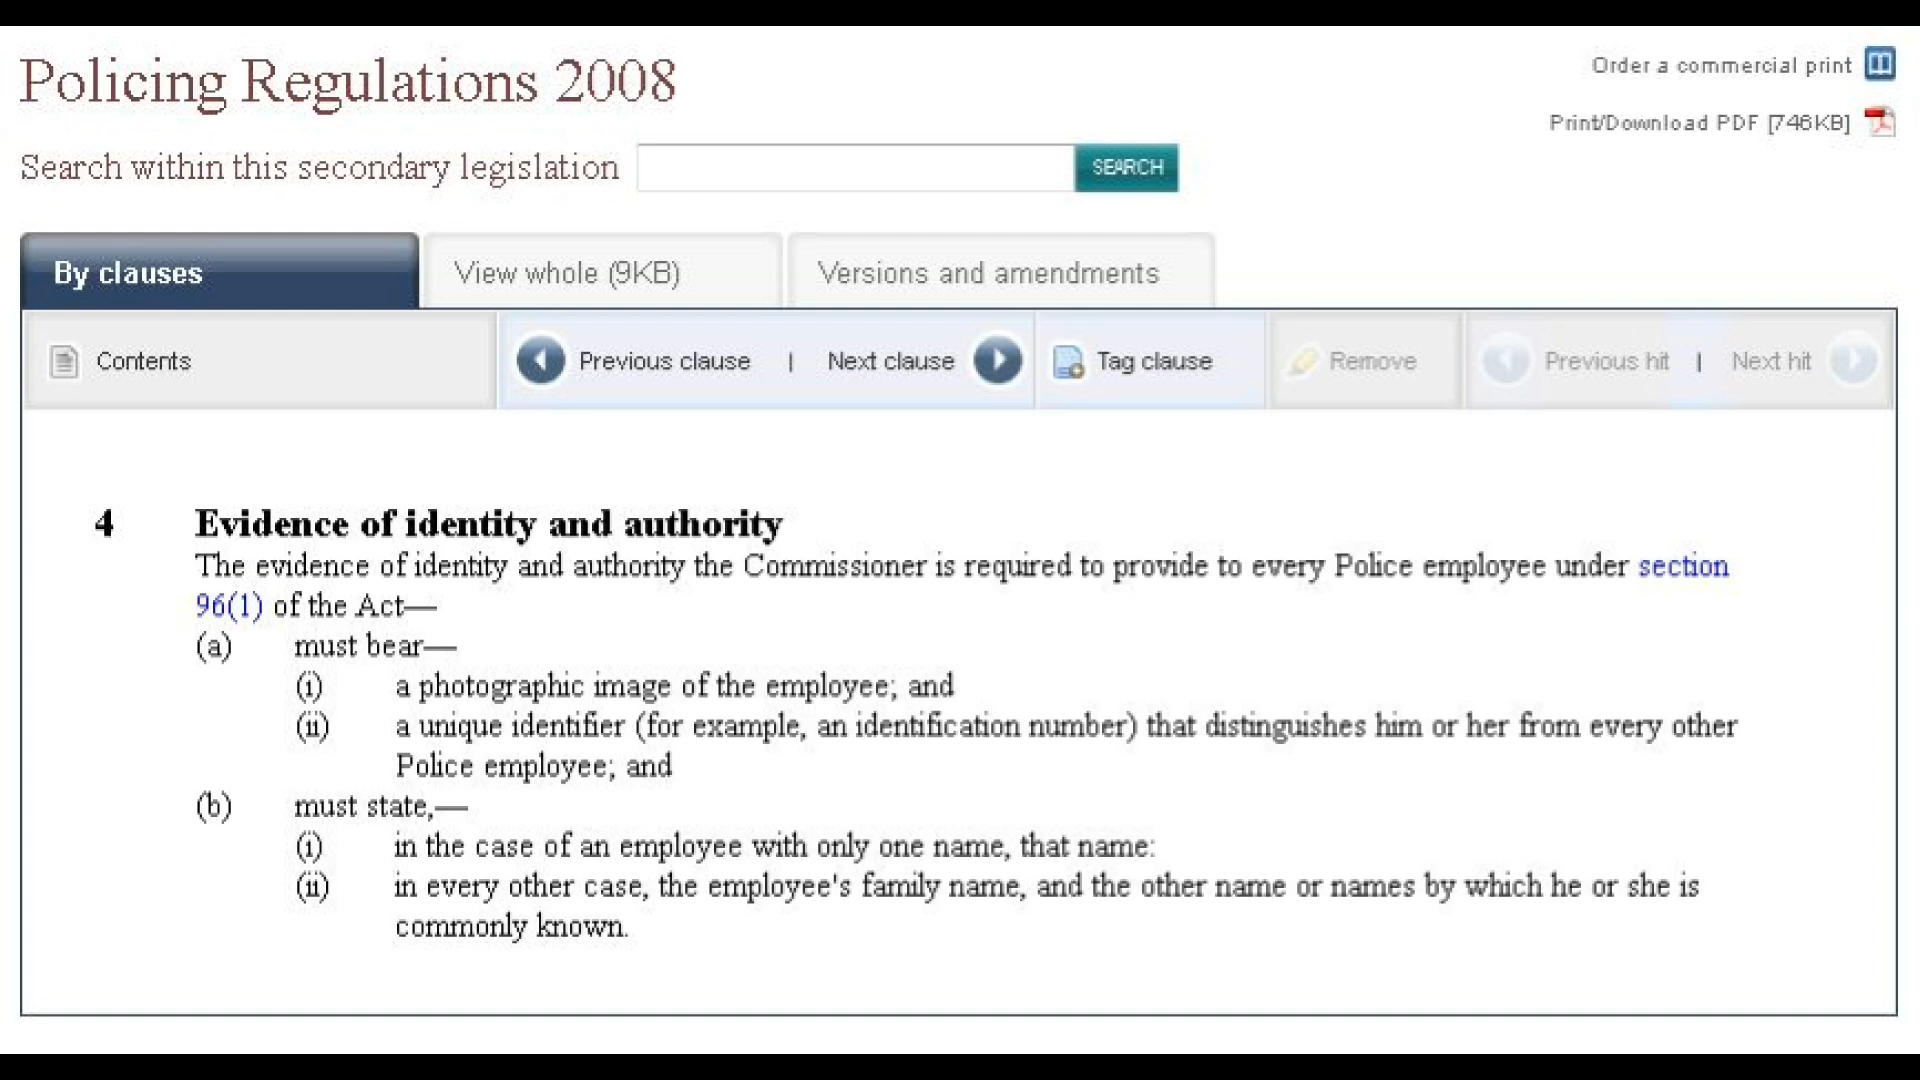 Policing Regulations 2008
Order a commercial print
Print/Download PDF [746KB]
Search within this secondary legislation
SEARCH
By clauses
View whole (9KB)
Versions and amendments
Contents
Previous clause | Next clause
Tag clause
Remove
Previous hit | Next hit
4 Evidence of identity and authority
The evidence of identity and authority the Commissioner is required to provide to every Police employee under section
96(1) of the Act—
(a) must bear—
(i) a photographic image of the employee; and
(ii) a unique identifier (for example, an identification number) that distinguishes him or her from every other
Police employee; and
(b) must state,—
(i) in the case of an employee with only one name, that name:
(ii) in every other case, the employee's family name, and the other name or names by which he or she is
commonly known.